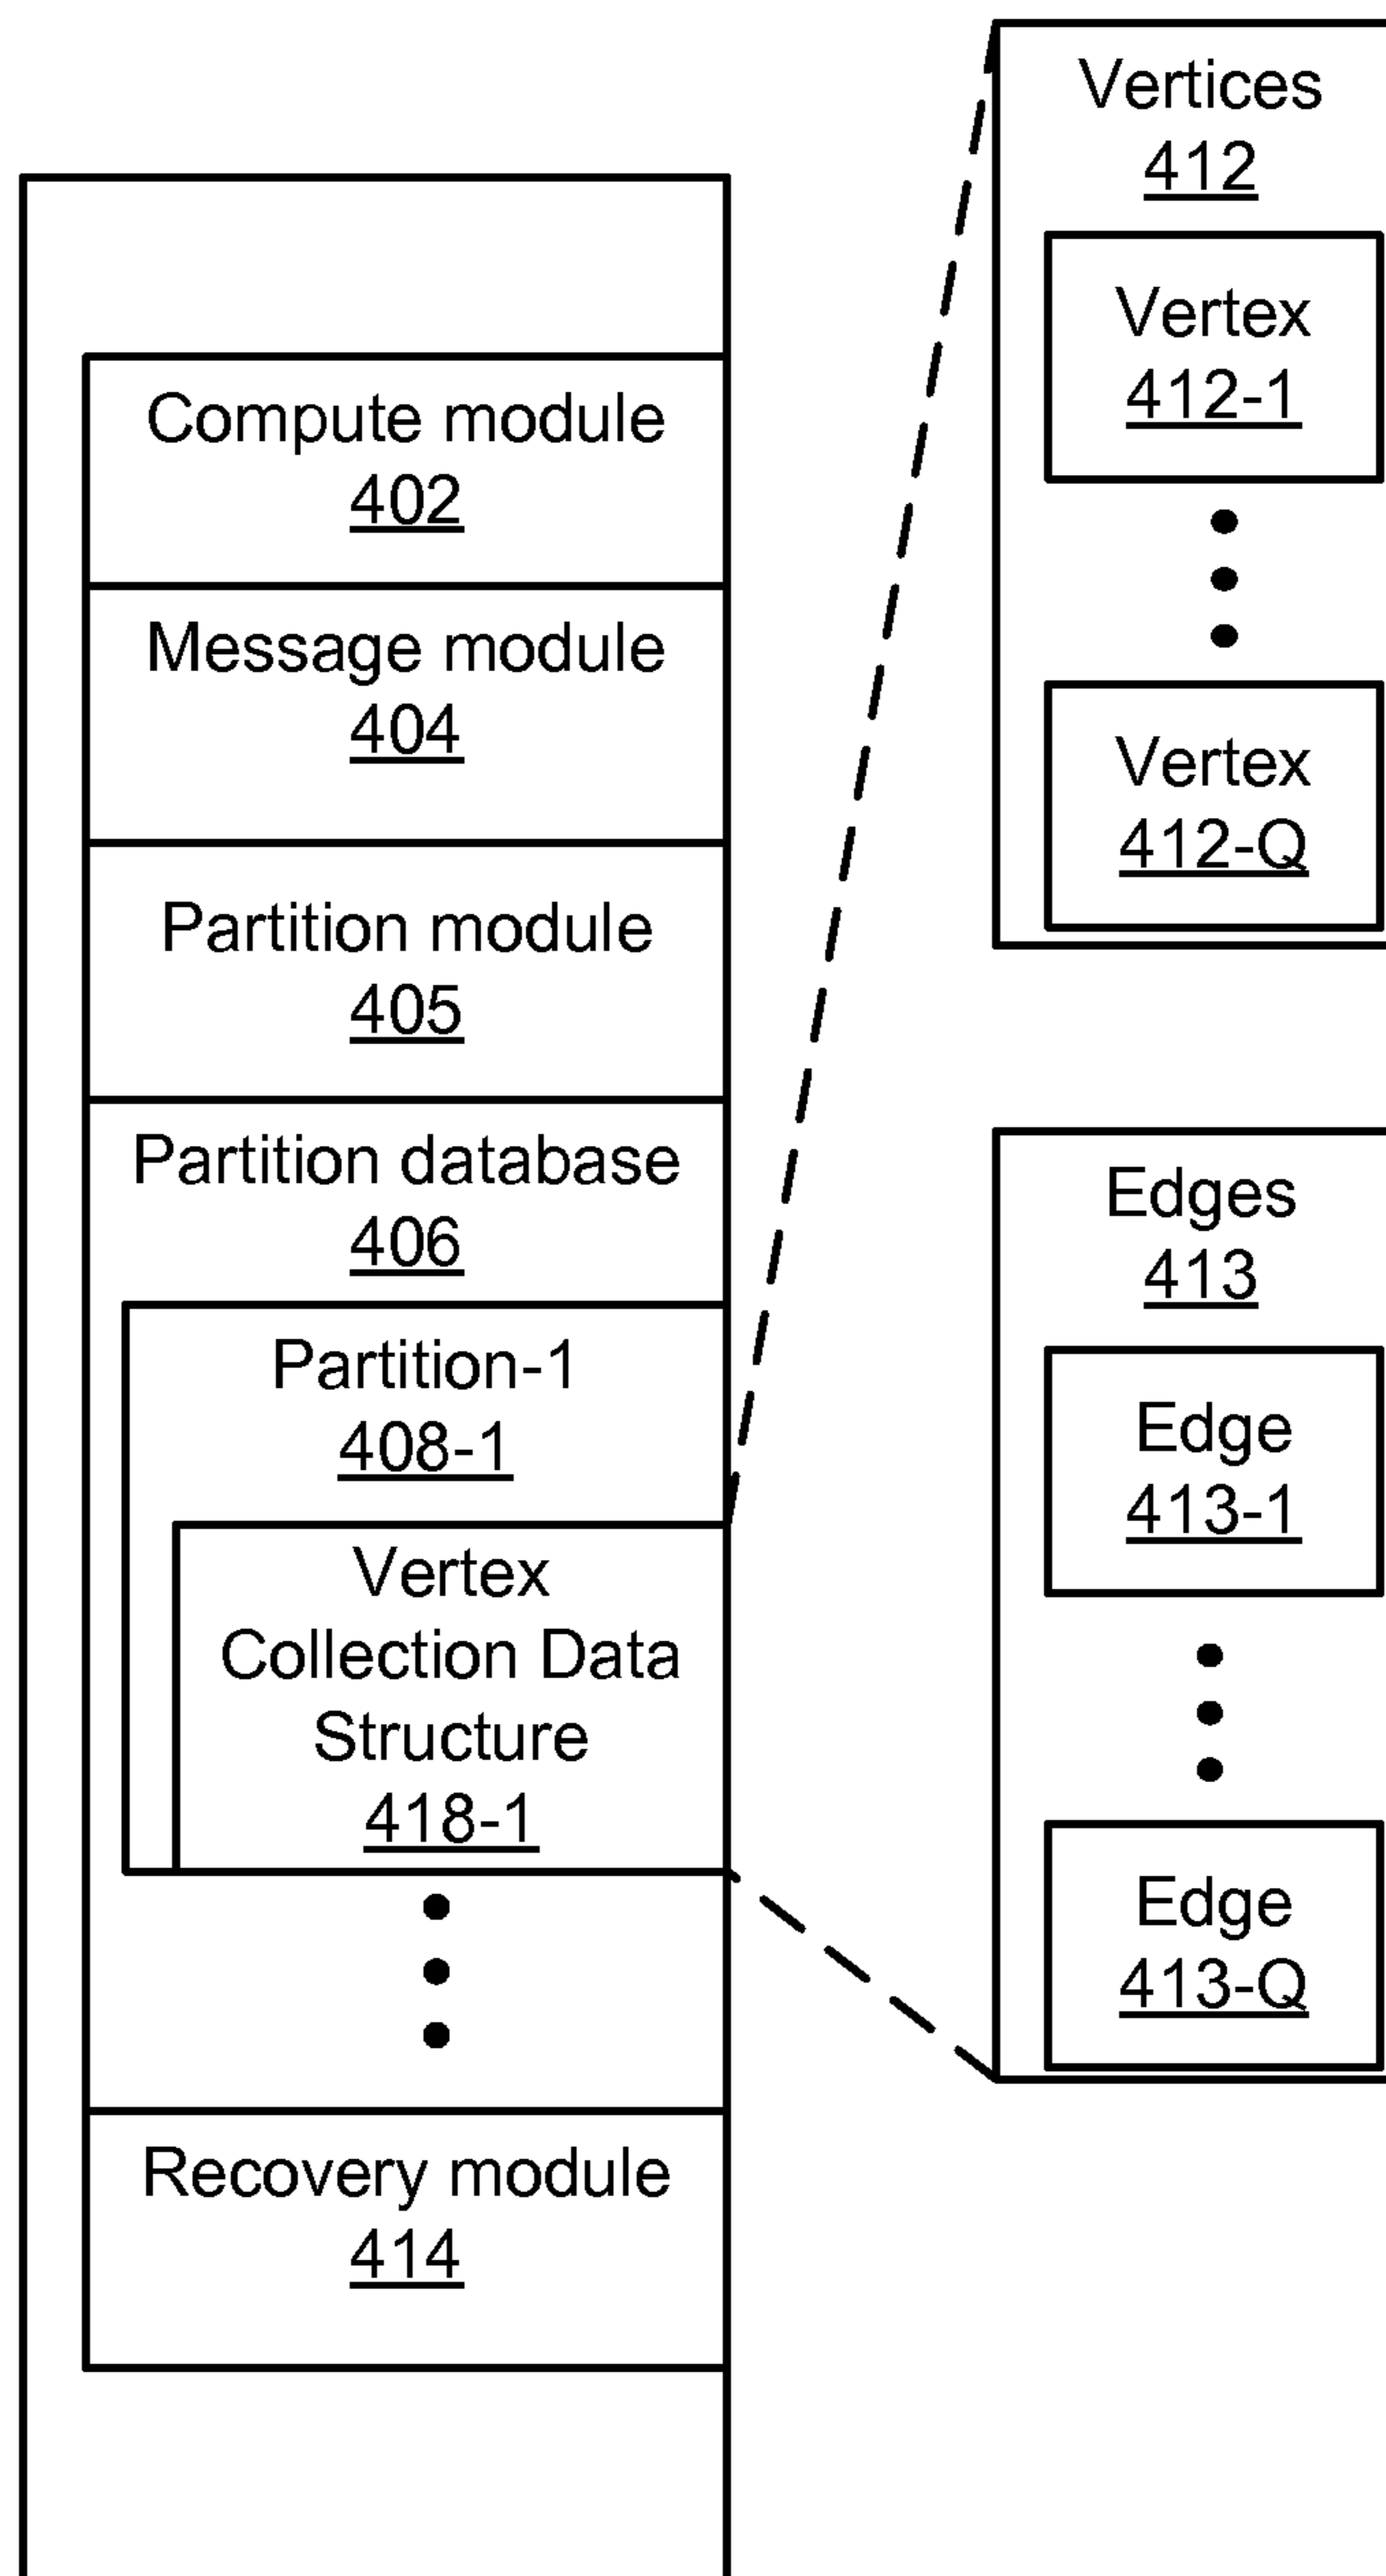 Compute module
402
Message module
404
Partition module
405
Partition database
406
Partition-1
408-1
Vertex
Collection Data
Structure
418-1
Recovery module
414
Vertices
412
Vertex
412-1
Vertex
412-Q
Edges
413
Edge
413-1
Edge
413-Q